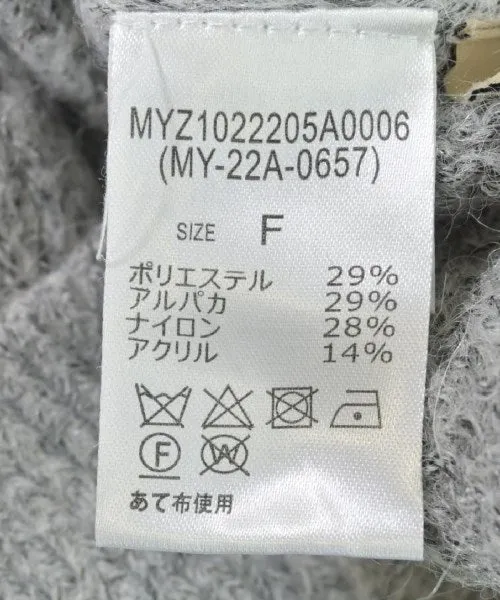 MYZ1022205A0006
(MY-22A-0657)
SIZE F
ポリエステル 29%
アルパカ 29%
ナイロン 28%
アクリル 14%
F W
あて布使用